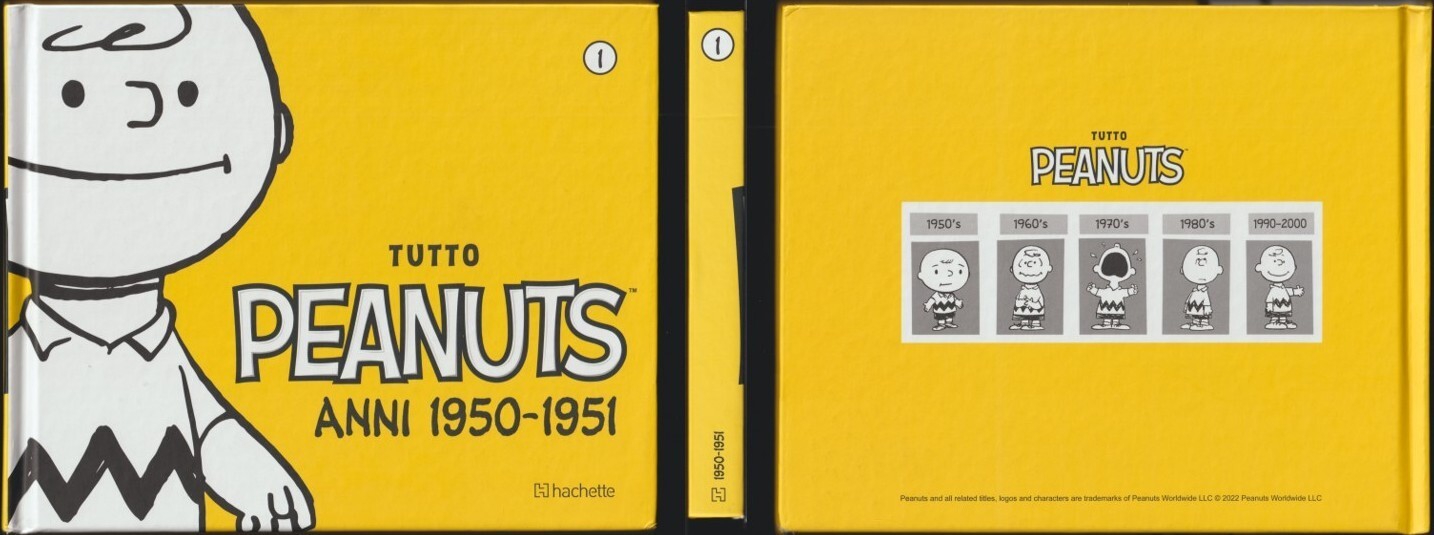 1
TUTTO
PEANUTS™
ANNI 1950-1951
hachette
1
1950-1951
TUTTO
PEANUTS
1950's
1960's
1970's
1980's
1990-2000
Peanuts and all related titles, logos and characters are trademarks of Peanuts Worldwide LLC © 2022 Peanuts Worldwide LLC